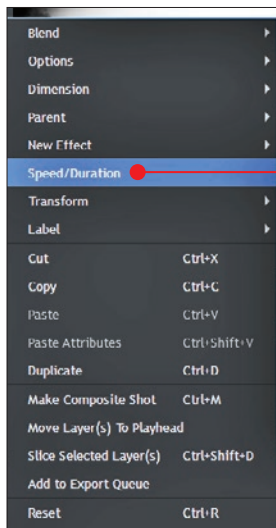 Blend
Options
Dimension
Parent
New Effect
Speed/Duration
Transform
Label
Cut Ctrl+X
Copy Ctrl+C
Paste Ctrl+V
Paste Attributes Ctrl+Shift+V
Duplicate Ctrl+D
Make Composite Shot Ctrl+M
Move Layer(s) To Playhead
Slice Selected Layer(s) Ctrl+Shift+D
Add to Export Queue
Reset Ctrl+R